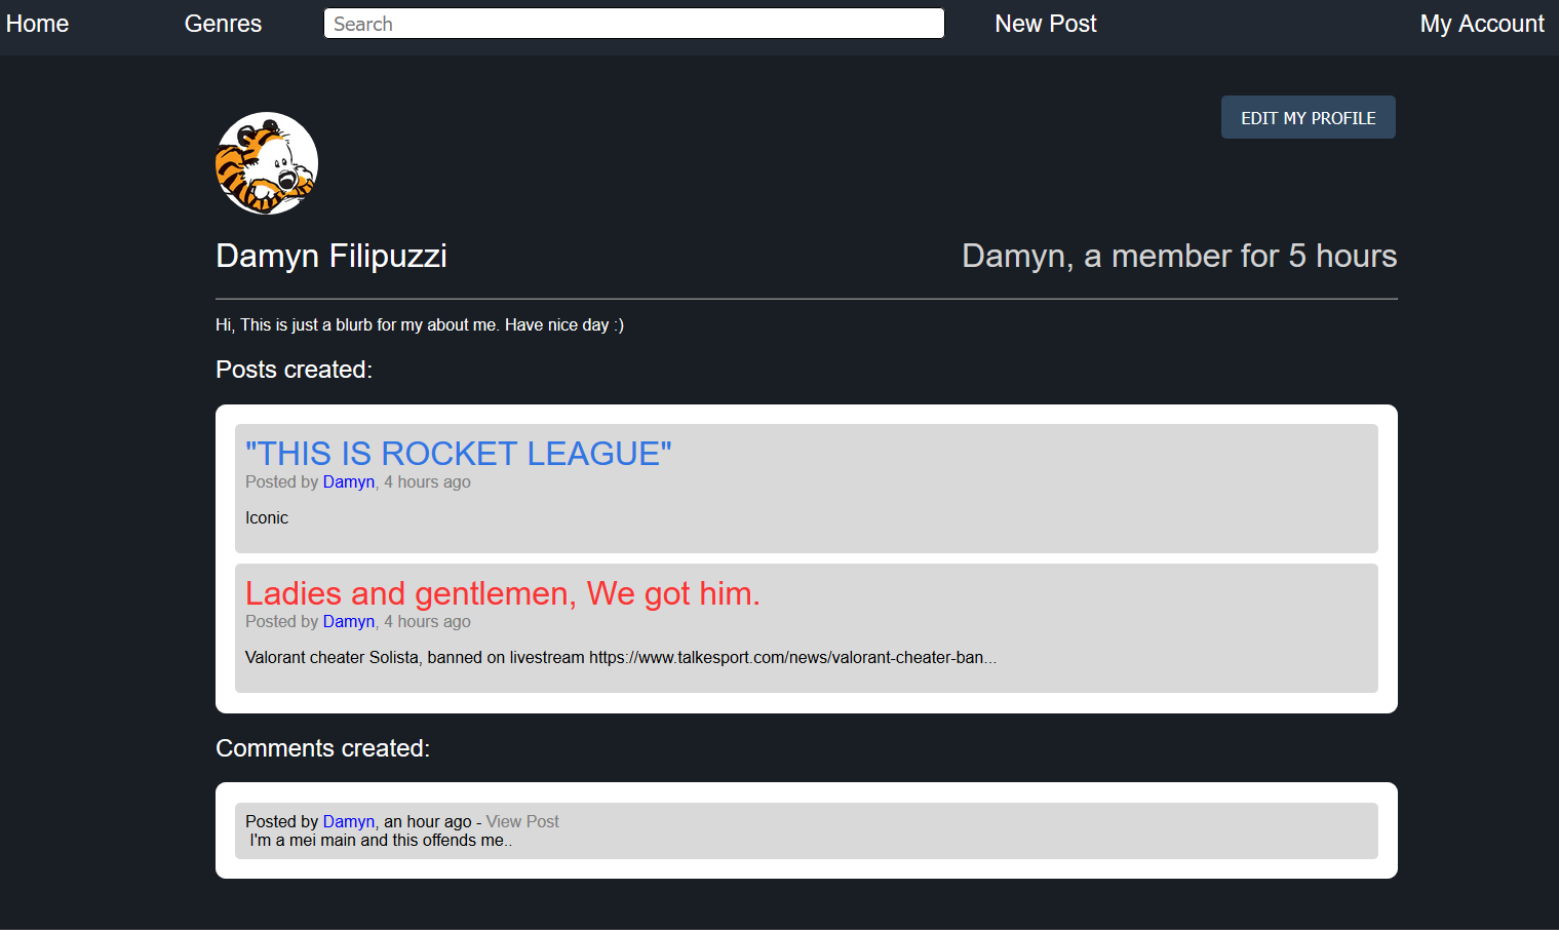 Home Genres Search New Post My Account
EDIT MY PROFILE
Damyn Filipuzzi Damyn, a member for 5 hours
Hi, This is just a blurb for my about me. Have nice day :)
Posts created:
"THIS IS ROCKET LEAGUE"
Posted by Damyn, 4 hours ago
Iconic
Ladies and gentlemen, We got him.
Posted by Damyn, 4 hours ago
Valorant cheater Solista, banned on livestream https://www.talkesport.com/news/valorant-cheater-ban...
Comments created:
Posted by Damyn, an hour ago - View Post
I'm a mei main and this offends me..